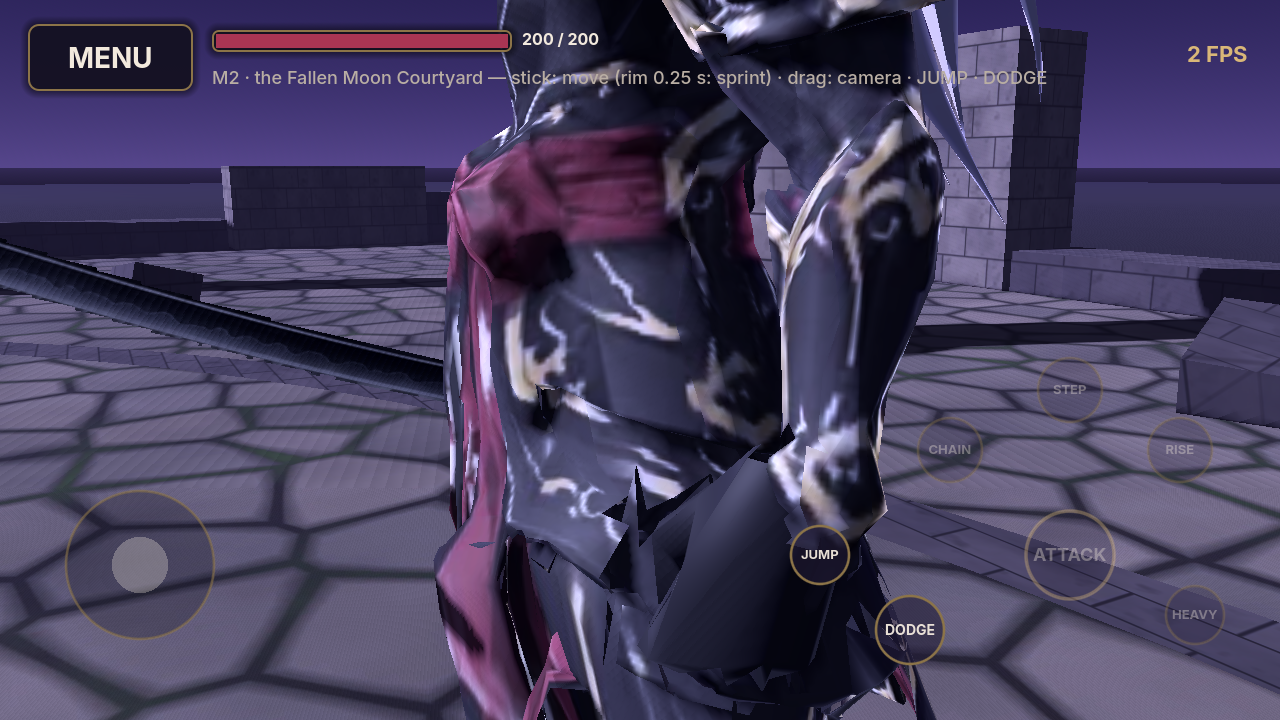 MENU
200 / 200
2 FPS
M2 · the Fallen Moon Courtyard — stick: move (rim 0.25 s: sprint) · drag: camera · JUMP · DODGE
STEP
CHAIN
RISE
JUMP
ATTACK
HEAVY
DODGE